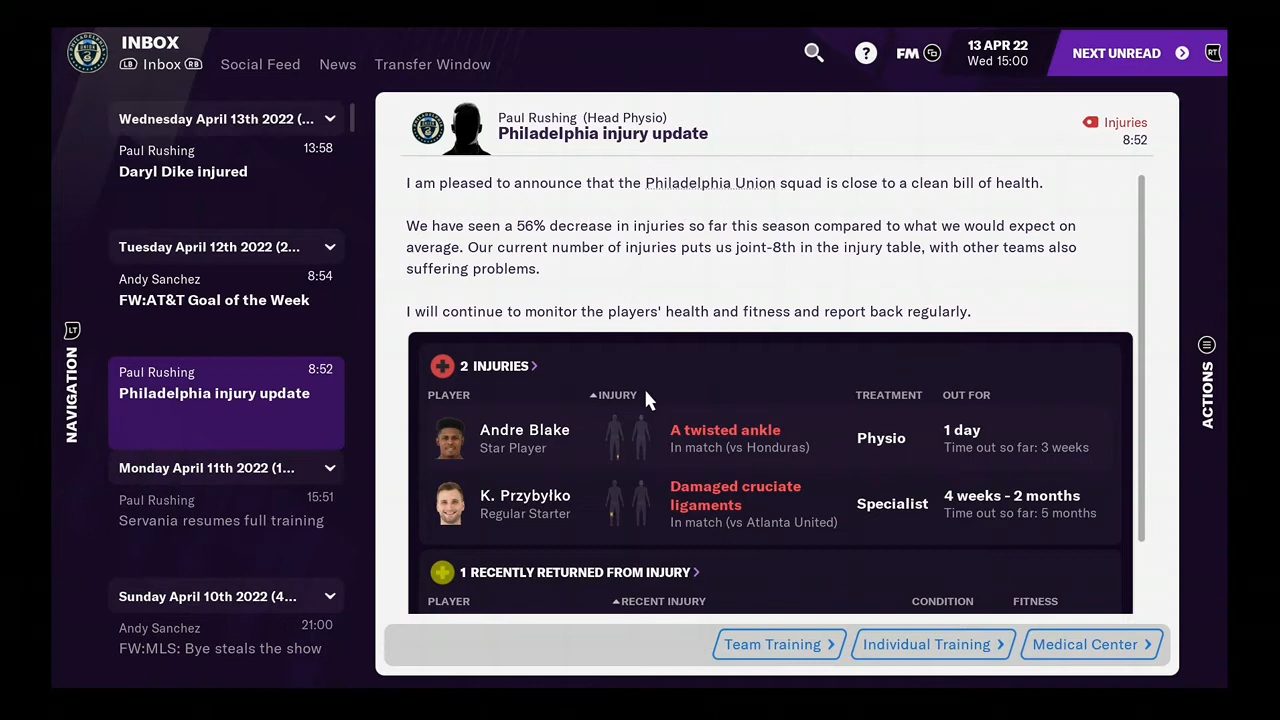 INBOX
LB Inbox RB Social Feed News Transfer Window
? FM 13 APR 22
Wed 15:00
NEXT UNREAD RT
Wednesday April 13th 2022 (...
Paul Rushing 13:58
Daryl Dike injured
Tuesday April 12th 2022 (2...
Andy Sanchez 8:54
FW:AT&T Goal of the Week
Paul Rushing 8:52
Philadelphia injury update
Monday April 11th 2022 (1...
Paul Rushing 15:51
Servania resumes full training
Sunday April 10th 2022 (4...
Andy Sanchez 21:00
FW:MLS: Bye steals the show
LT
NAVIGATION
Paul Rushing (Head Physio)
Philadelphia injury update
Injuries
8:52
I am pleased to announce that the Philadelphia Union squad is close to a clean bill of health.
We have seen a 56% decrease in injuries so far this season compared to what we would expect on
average. Our current number of injuries puts us joint-8th in the injury table, with other teams also
suffering problems.
I will continue to monitor the players' health and fitness and report back regularly.
2 INJURIES
PLAYER INJURY TREATMENT OUT FOR
Andre Blake
Star Player
A twisted ankle
In match (vs Honduras)
Physio
1 day
Time out so far: 3 weeks
K. Przybyłko
Regular Starter
Damaged cruciate
ligaments
In match (vs Atlanta United)
Specialist
4 weeks - 2 months
Time out so far: 5 months
1 RECENTLY RETURNED FROM INJURY
PLAYER RECENT INJURY CONDITION FITNESS
Team Training Individual Training Medical Center
ACTIONS